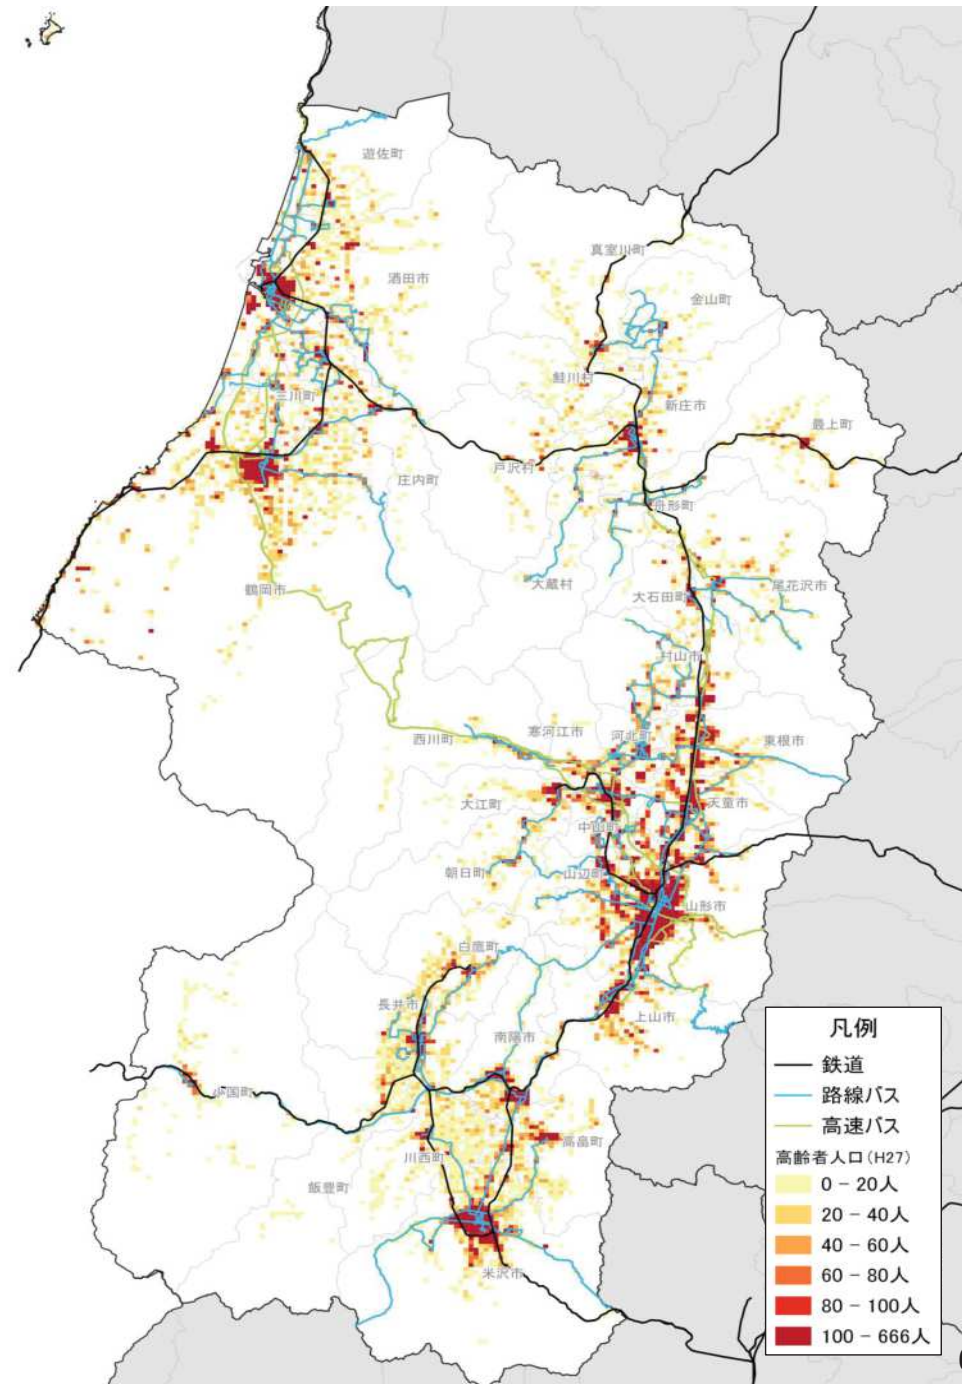 遊佐町
真室川町
酒田市
金山町
鮭川村
三川町
新庄市
最上町
戸沢村
庄内町
舟形町
大蔵村
鶴岡市
大石田町
尾花沢市
村山市
西川町
寒河江市
河北町
東根市
大江町
天童市
中山町
朝日町
山辺町
山形市
白鷹町
長井市
南陽市
上山市
小国町
高畠町
川西町
飯豊町
米沢市
凡例
鉄道
路線バス
高速バス
高齢者人口(H27)
0 - 20人
20 - 40人
40 - 60人
60 - 80人
80 - 100人
100 - 666人